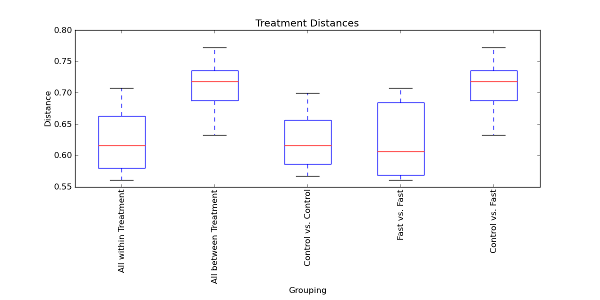 Treatment Distances
0.80
0.75
0.70
0.65
0.60
0.55
Distance
All within Treatment
All between Treatment
Control vs. Control
Fast vs. Fast
Control vs. Fast
Grouping